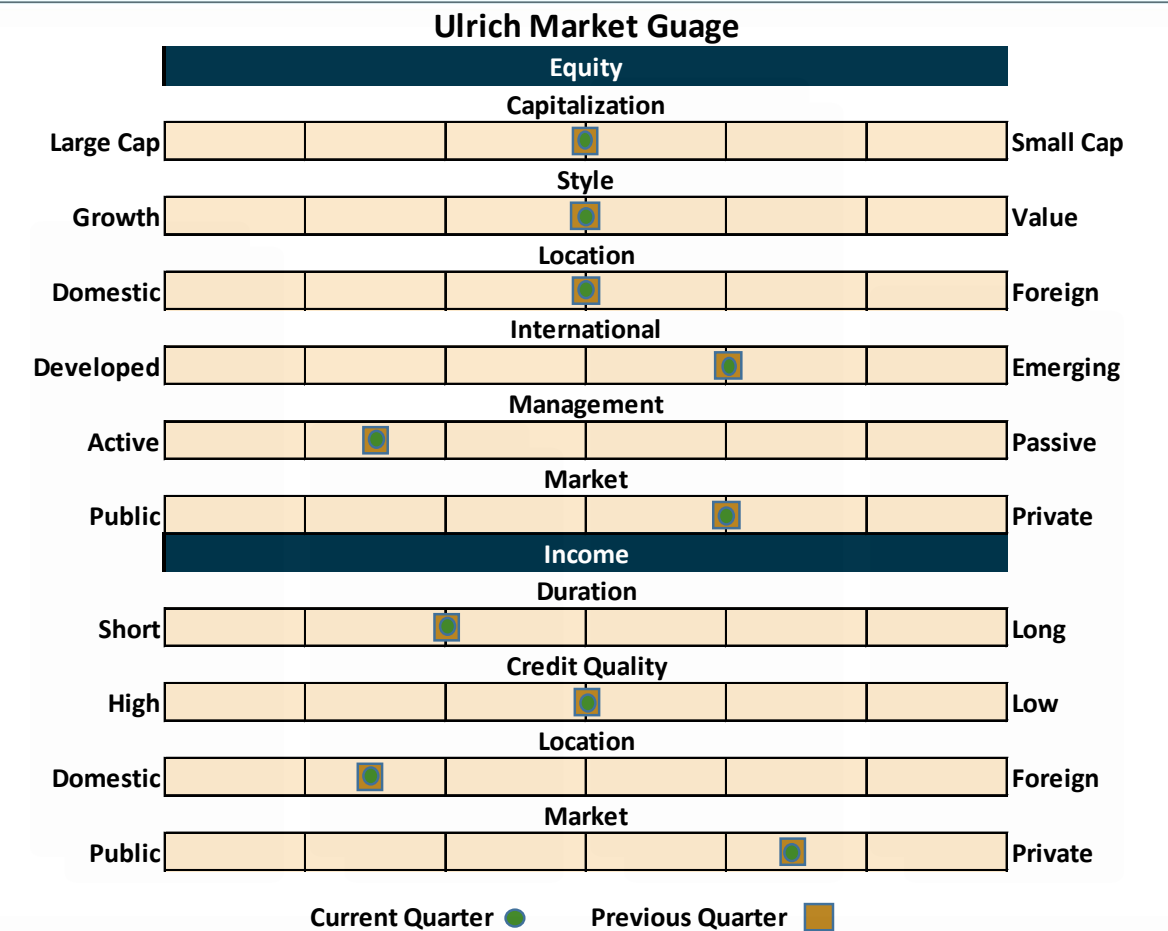 Ulrich Market Guage
Equity
Capitalization
Large Cap Small Cap
Style
Growth Value
Location
Domestic Foreign
International
Developed Emerging
Management
Active Passive
Market
Public Private
Income
Duration
Short Long
Credit Quality
High Low
Location
Domestic Foreign
Market
Public Private
Current Quarter Previous Quarter